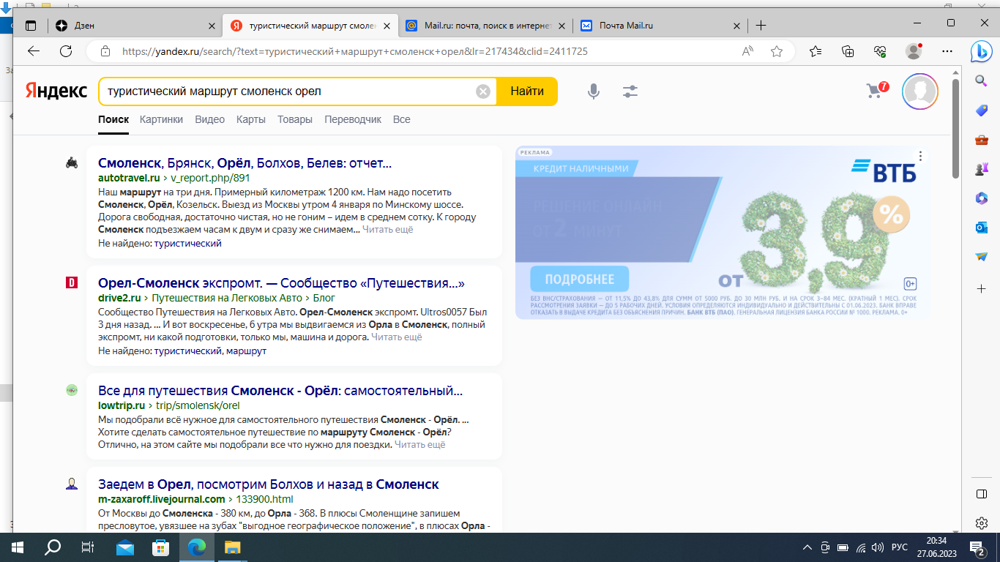 Дзен
туристический маршрут смолен
Mail.ru: почта, поиск в интернет
Почта Mail.ru
https://yandex.ru/search/?text=туристический+маршрут+смоленск+орел&lr=217434&clid=2411725
Яндекс
туристический маршрут смоленск орел
Найти
7
Поиск Картинки Видео Карты Товары Переводчик Все
Смоленск, Брянск, Орёл, Болхов, Белев: отчет...
autotravel.ru › v_report.php/891
Наш маршрут на три дня. Примерный километраж 1200 км. Нам надо посетить
Смоленск, Орёл, Козельск. Выезд из Москвы утром 4 января по Минскому шоссе.
Дорога свободная, достаточно чистая, но не гоним – идем в среднем сотку. К городу
Смоленск подъезжаем часам к двум и сразу же снимаем... Читать ещё
Не найдено: туристический
Орел-Смоленск экспромт. — Сообщество «Путешествия...»
drive2.ru › Путешествия на Легковых Авто › Блог
Сообщество Путешествия на Легковых Авто. Орел-Смоленск экспромт. Ultros0057 Был
3 дня назад. ... И вот воскресенье, 6 утра мы выдвигаемся из Орла в Смоленск, полный
экспромт, ни какой подготовки, только мы, машина и дорога. Читать ещё
Не найдено: туристический, маршрут
Все для путешествия Смоленск - Орёл: самостоятельный...
lowtrip.ru › trip/smolensk/orel
Мы подобрали всё нужное для самостоятельного путешествия Смоленск - Орёл. ...
Хотите сделать самостоятельное путешествие по маршруту Смоленск - Орёл?
Отлично, на этом сайте мы подобрали все что нужно для поездки. Читать ещё
Заедем в Орел, посмотрим Болхов и назад в Смоленск
m-zaxaroff.livejournal.com › 133900.html
От Москвы до Смоленска - 380 км, до Орла - 368. В плюсы Смоленщине запишем
пресловутое, увязшее на зубах "выгодное географическое положение", в плюсах Орла -
РЕКЛАМА
КРЕДИТ НАЛИЧНЫМИ
ВТБ
РЕШЕНИЕ ОНЛАЙН
ОТ 2 МИНУТ
ОТ 3,9 %
ПОДРОБНЕЕ
0+
БЕЗ ВНС/СТРАХОВАНИЯ — ОТ 11,5% ДО 43,8% ДЛЯ СУММ ОТ 5000 РУБ. ДО 30 МЛН РУБ. И НА СРОК 3–84 МЕС. (КРАТНЫЙ 1 МЕС). СРОК
РАССМОТРЕНИЯ ЗАЯВКИ — ДО 5 РАБОЧИХ ДНЕЙ. УСЛОВИЯ ОПРЕДЕЛЯЮТСЯ ИНДИВИДУАЛЬНО И ДЕЙСТВИТЕЛЬНЫ С 01.06.2023. БАНК ВПРАВЕ
ОТКАЗАТЬ В ВЫДАЧЕ КРЕДИТА БЕЗ ОБЪЯСНЕНИЯ ПРИЧИН. БАНК ВТБ (ПАО). ГЕНЕРАЛЬНАЯ ЛИЦЕНЗИЯ БАНКА РОССИИ № 1000. РЕКЛАМА. 0+
РУС
20:34
27.06.2023
2